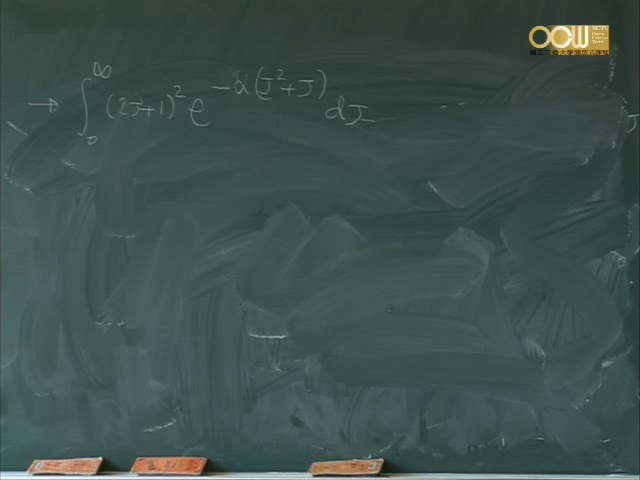 OCW
→ ∫₀^∞ (2J+1)² e^{-α(J²+J)} dJ
J